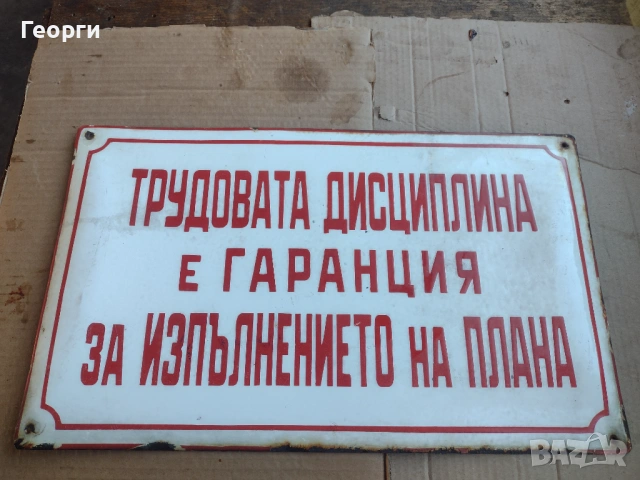 Георги
ТРУДОВАТА ДИСЦИПЛИНА
Е ГАРАНЦИЯ
ЗА ИЗПЪЛНЕНИЕТО НА ПЛАНА
BAZAR